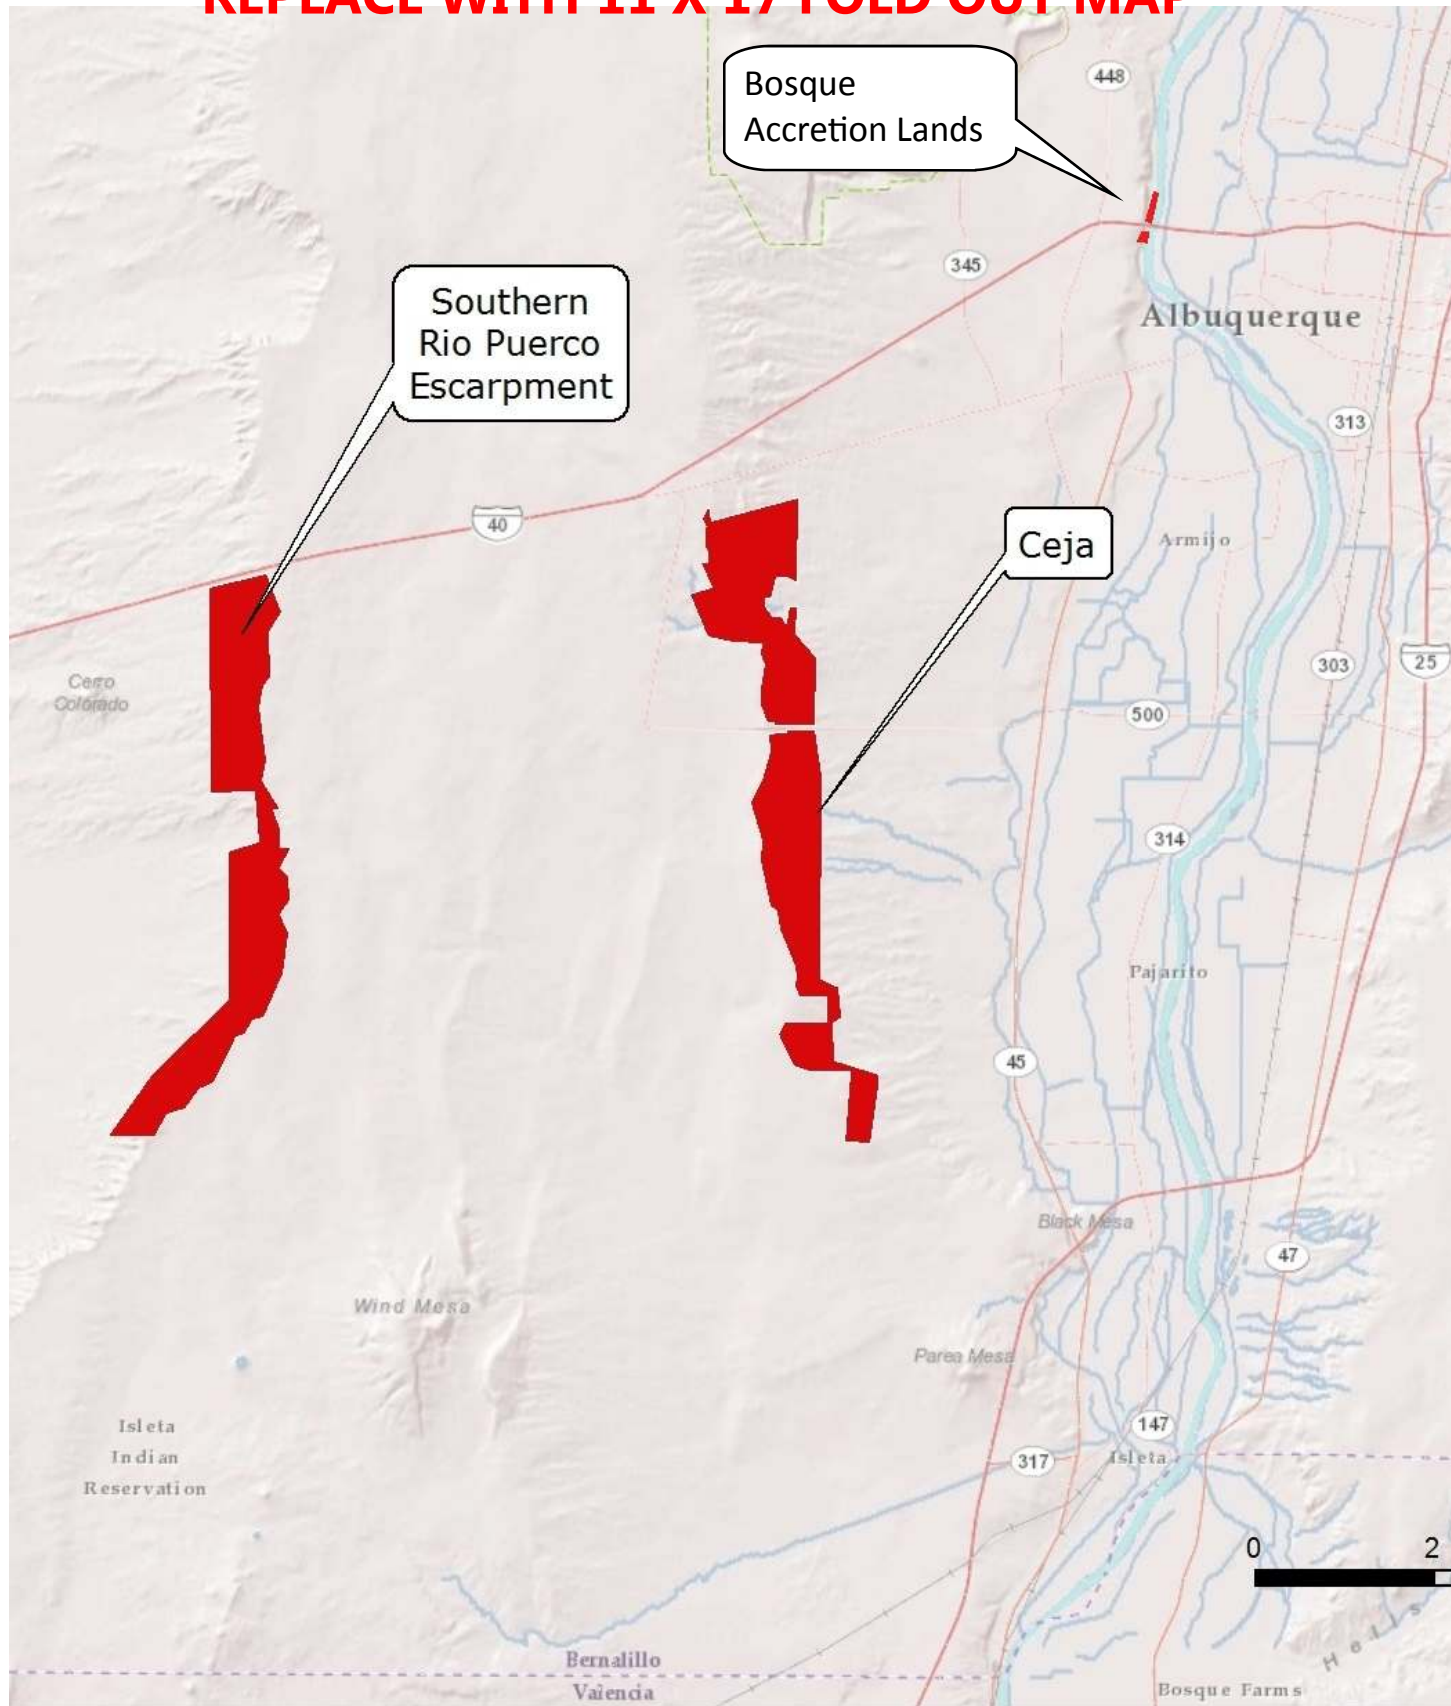 REPLACE WITH 11 X 17 FOLD OUT MAP
Bosque
Accretion Lands
448
345
Albuquerque
Southern
Rio Puerco
Escarpment
313
40
Ceja
Armijo
303
25
Cerro
Colorado
500
314
Pajarito
45
Black Mesa
47
Wind Mesa
Parea Mesa
147
Isleta
Indian
Reservation
317
Isleta
0
2
Hells
Bernalillo
Valencia
Bosque Farms